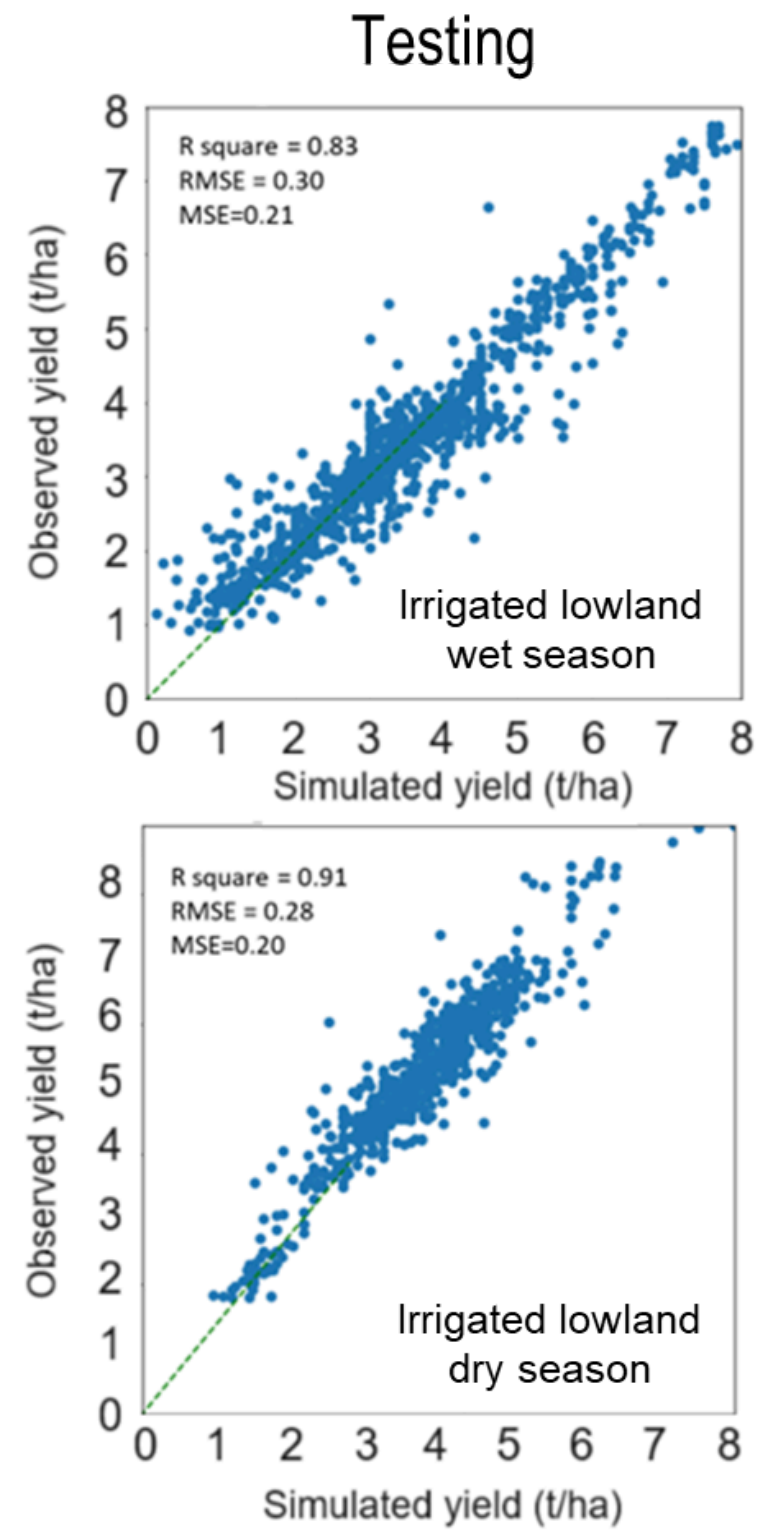 Testing
R square = 0.83
RMSE = 0.30
MSE=0.21
Observed yield (t/ha)
8
7
6
5
4
3
2
1
0
Irrigated lowland
wet season
0 1 2 3 4 5 6 7 8
Simulated yield (t/ha)
R square = 0.91
RMSE = 0.28
MSE=0.20
Observed yield (t/ha)
8
7
6
5
4
3
2
1
0
Irrigated lowland
dry season
0 1 2 3 4 5 6 7 8
Simulated yield (t/ha)